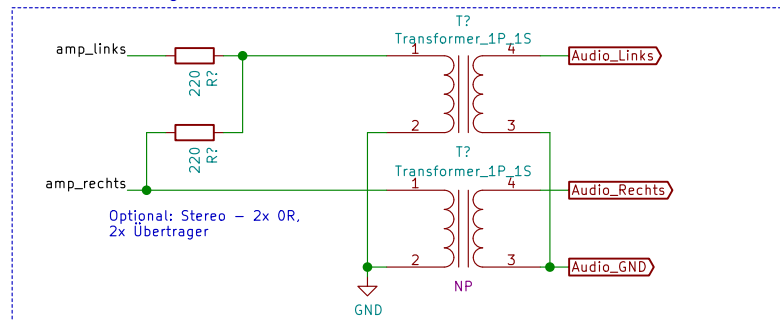 T?
Transformer_1P_1S
amp_links
1
4
Audio_Links
220
R?
2
3
220
R?
T?
Transformer_1P_1S
amp_rechts
1
4
Audio_Rechts
Optional: Stereo – 2x 0R,
2x Übertrager
2
3
Audio_GND
NP
GND